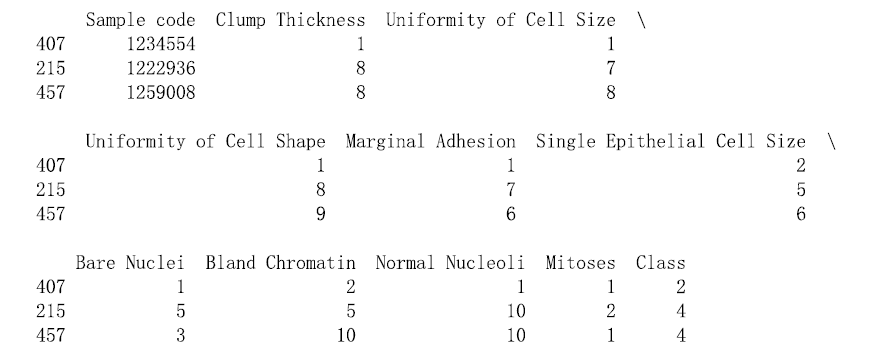 Sample code  Clump Thickness  Uniformity of Cell Size  \
407  1234554  1  1
215  1222936  8  7
457  1259008  8  8
Uniformity of Cell Shape  Marginal Adhesion  Single Epithelial Cell Size  \
407  1  1  2
215  8  7  5
457  9  6  6
Bare Nuclei  Bland Chromatin  Normal Nucleoli  Mitoses  Class
407  1  2  1  1  2
215  5  5  10  2  4
457  3  10  10  1  4